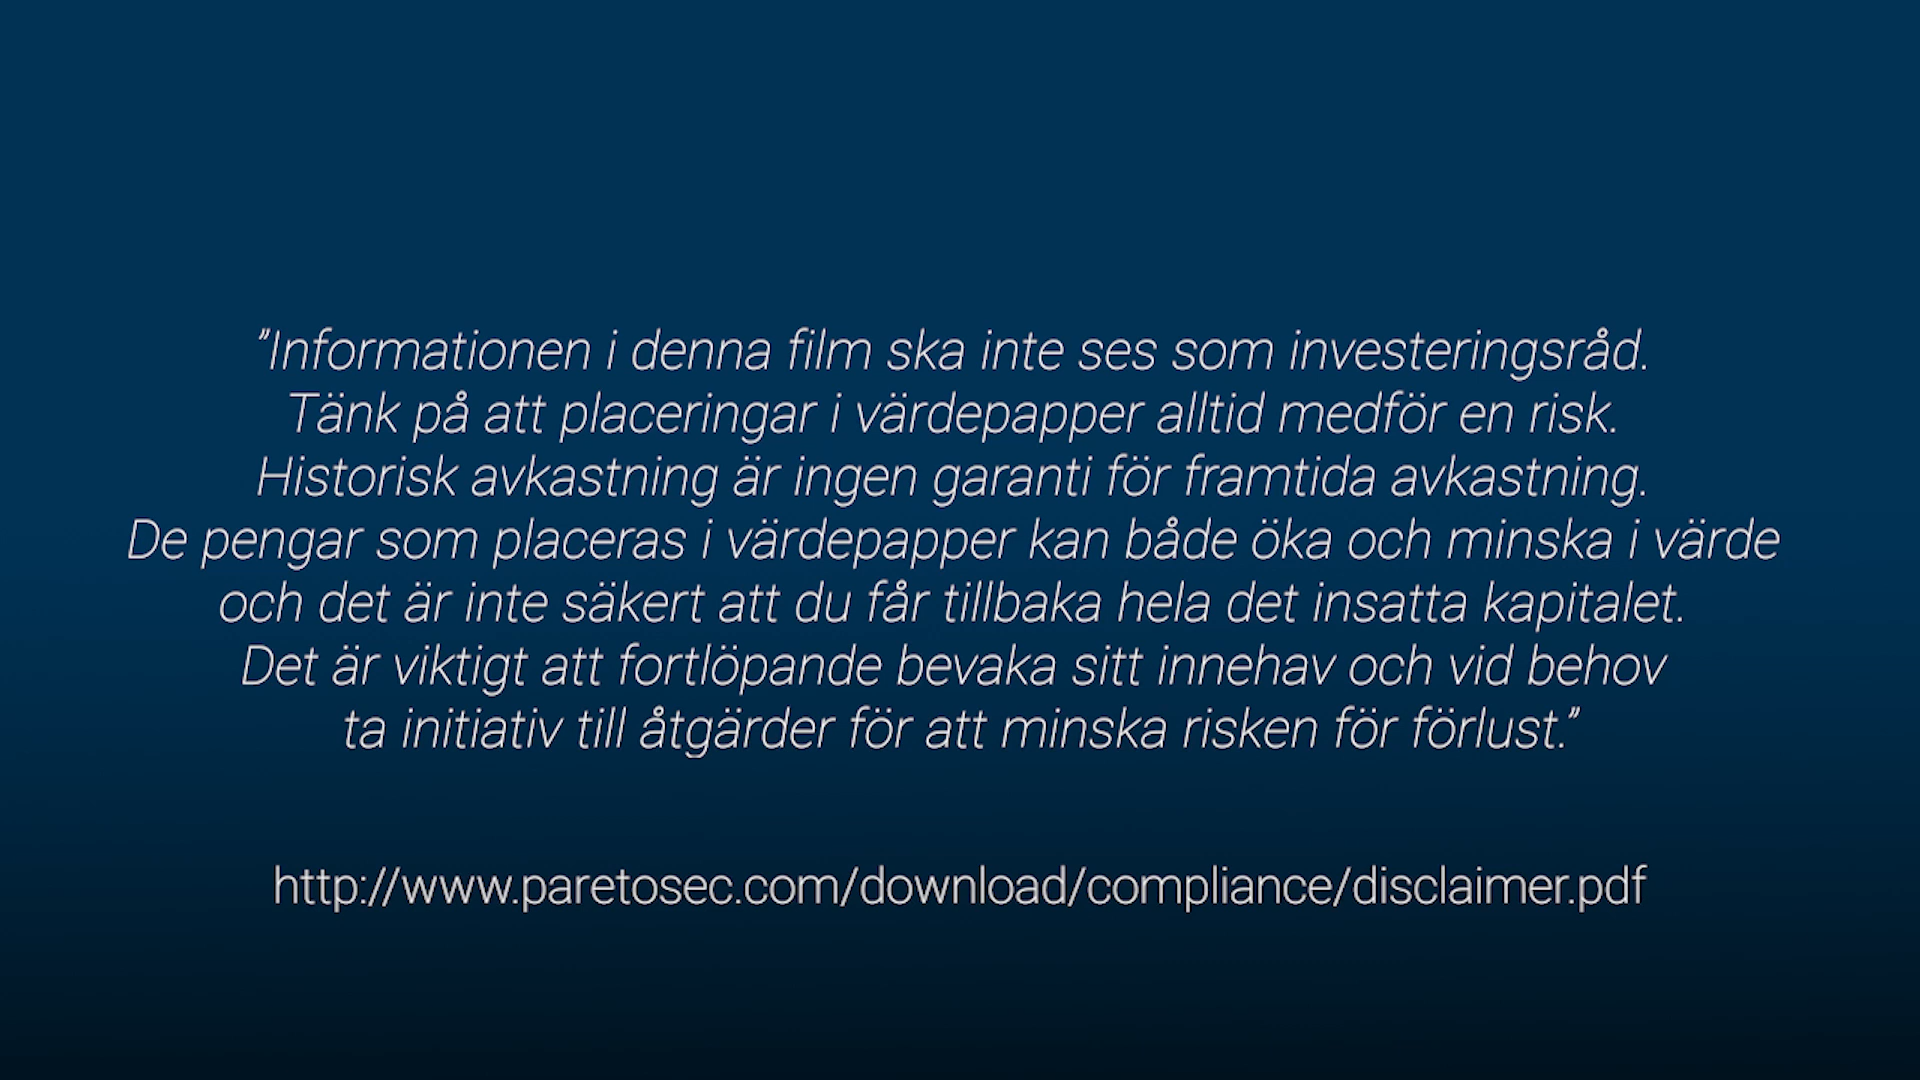 ”Informationen i denna film ska inte ses som investeringsråd.
Tänk på att placeringar i värdepapper alltid medför en risk.
Historisk avkastning är ingen garanti för framtida avkastning.
De pengar som placeras i värdepapper kan både öka och minska i värde
och det är inte säkert att du får tillbaka hela det insatta kapitalet.
Det är viktigt att fortlöpande bevaka sitt innehav och vid behov
ta initiativ till åtgärder för att minska risken för förlust.”
http://www.paretosec.com/download/compliance/disclaimer.pdf